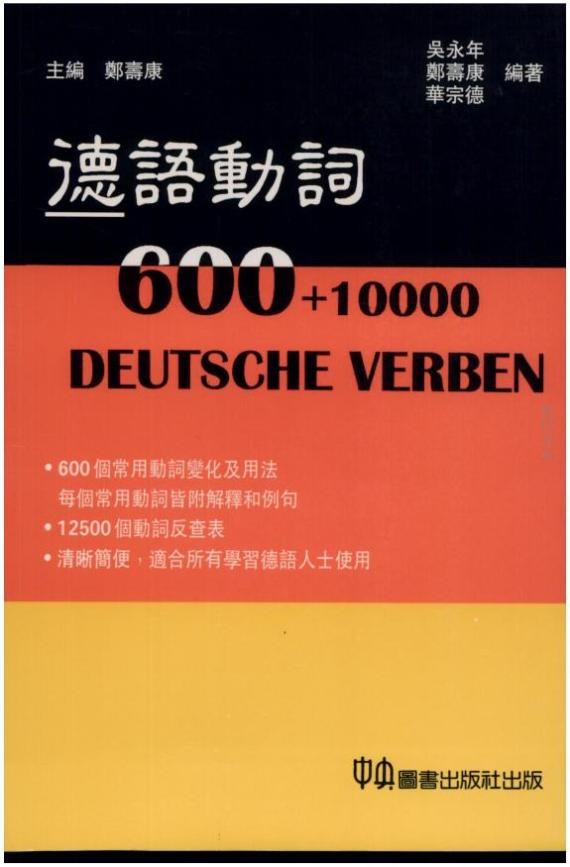 主編 鄭壽康
吳永年
鄭壽康 編著
華宗德
德語動詞
600+10000
DEUTSCHE VERBEN
• 600個常用動詞變化及用法
每個常用動詞皆附解釋和例句
• 12500個動詞反查表
• 清晰簡便，適合所有學習德語人士使用
中央圖書出版社出版